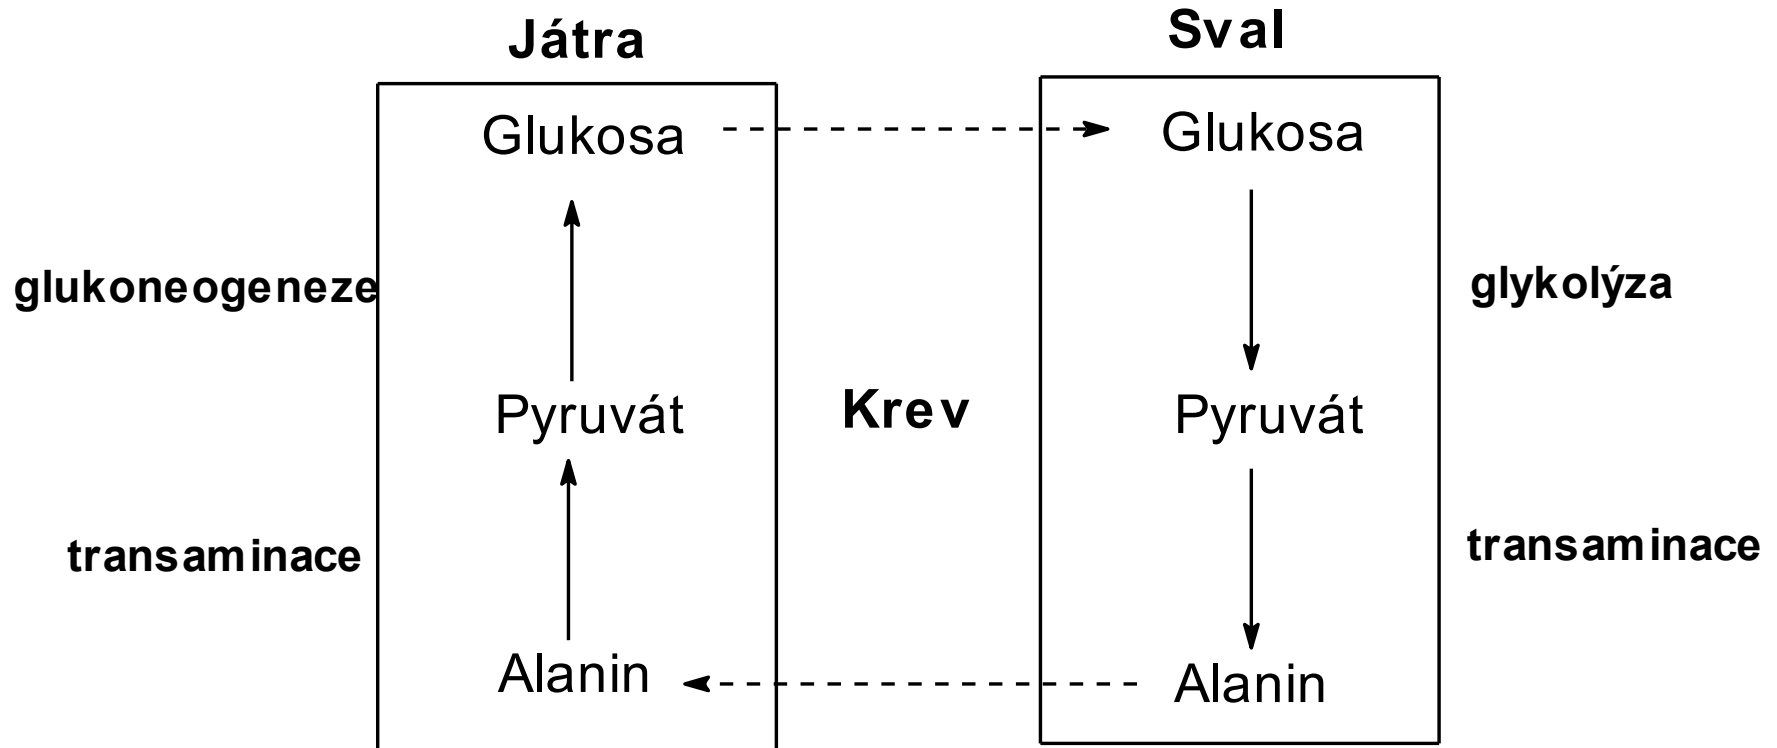 Játra
Sval
Glukosa
Glukosa
glukoneogeneze
glykolýza
Pyruvát
Krev
Pyruvát
transaminace
transaminace
Alanin
Alanin